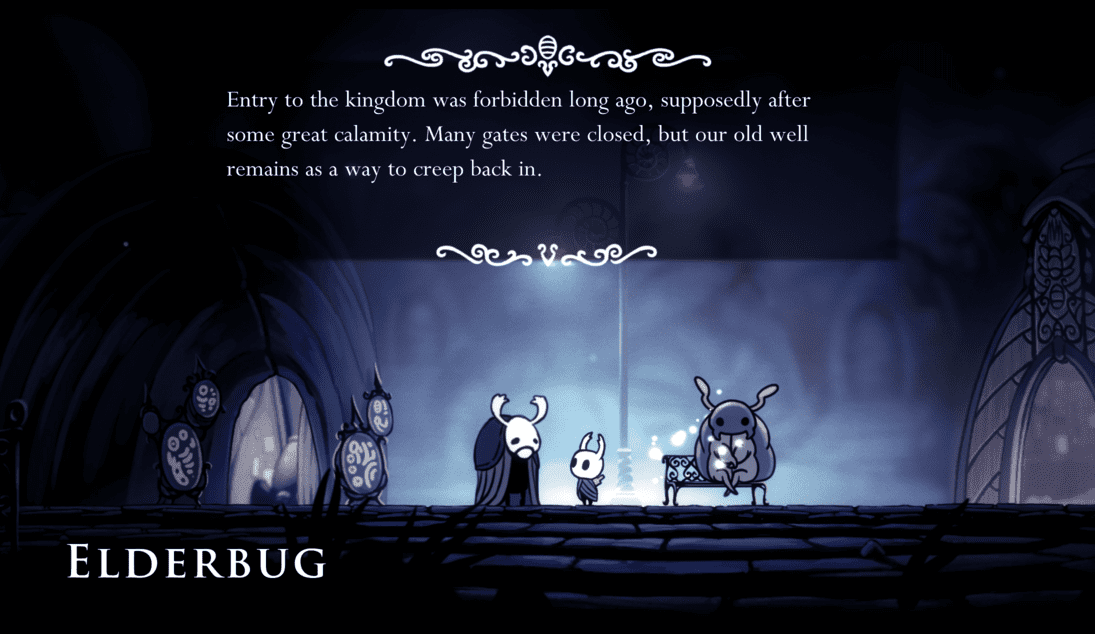 Entry to the kingdom was forbidden long ago, supposedly after
some great calamity. Many gates were closed, but our old well
remains as a way to creep back in.
ELDERBUG